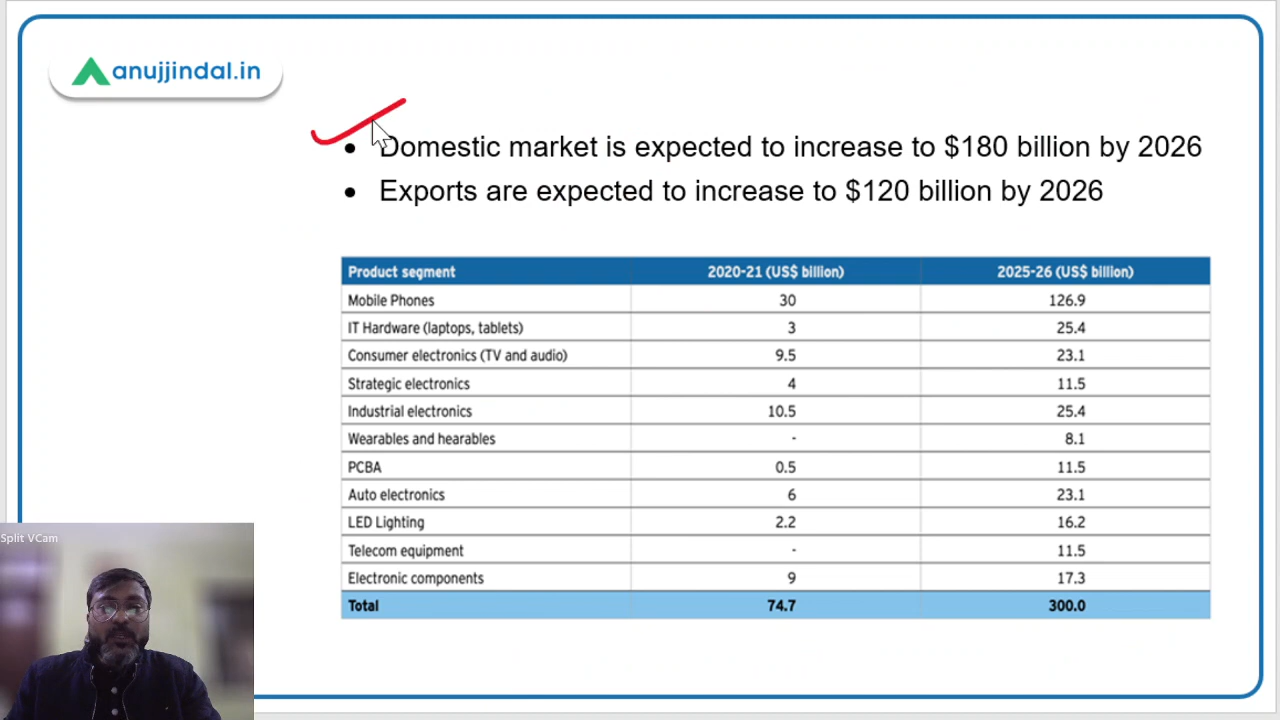 anujjindal.in
• Domestic market is expected to increase to $180 billion by 2026
• Exports are expected to increase to $120 billion by 2026
Product segment 2020-21 (US$ billion) 2025-26 (US$ billion)
Mobile Phones 30 126.9
IT Hardware (laptops, tablets) 3 25.4
Consumer electronics (TV and audio) 9.5 23.1
Strategic electronics 4 11.5
Industrial electronics 10.5 25.4
Wearables and hearables - 8.1
PCBA 0.5 11.5
Auto electronics 6 23.1
LED Lighting 2.2 16.2
Telecom equipment - 11.5
Electronic components 9 17.3
Total 74.7 300.0
Split VCam